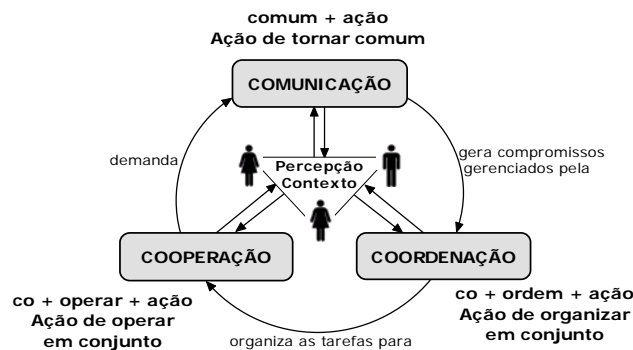 comum + ação
Ação de tornar comum
COMUNICAÇÃO
demanda
gera compromissos
gerenciados pela
Percepção
Contexto
COOPERAÇÃO
COORDENAÇÃO
co + operar + ação
Ação de operar
em conjunto
co + ordem + ação
Ação de organizar
em conjunto
organiza as tarefas para